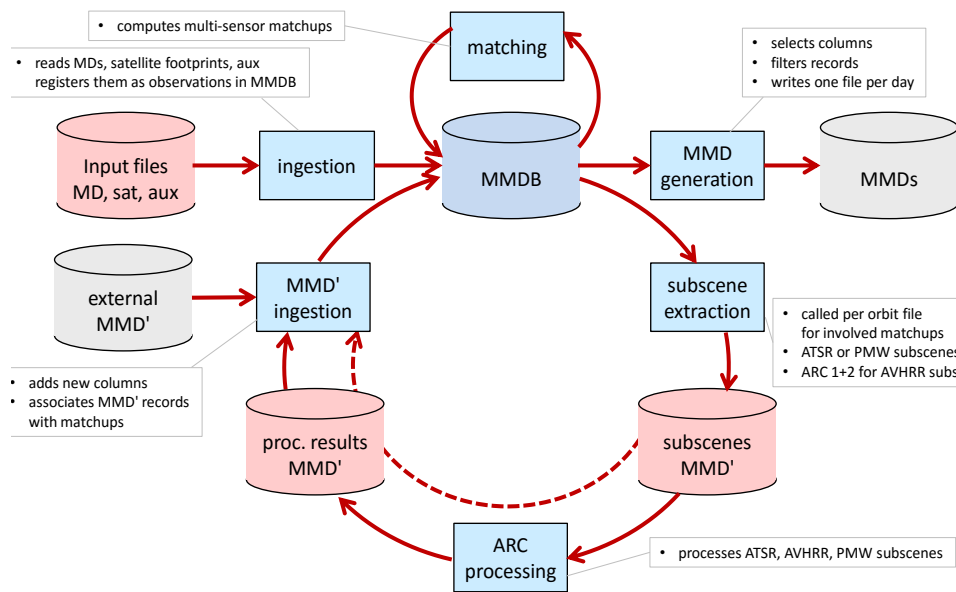 • computes multi-sensor matchups
matching
• selects columns
• filters records
• writes one file per day
• reads MDs, satellite footprints, aux
registers them as observations in MMDB
Input files
MD, sat, aux
ingestion
MMDB
MMD
generation
MMDs
external
MMD'
MMD'
ingestion
subscene
extraction
• called per orbit file
for involved matchups
• ATSR or PMW subscenes
• ARC 1+2 for AVHRR subs
• adds new columns
• associates MMD' records
with matchups
proc. results
MMD'
subscenes
MMD'
ARC
processing
• processes ATSR, AVHRR, PMW subscenes